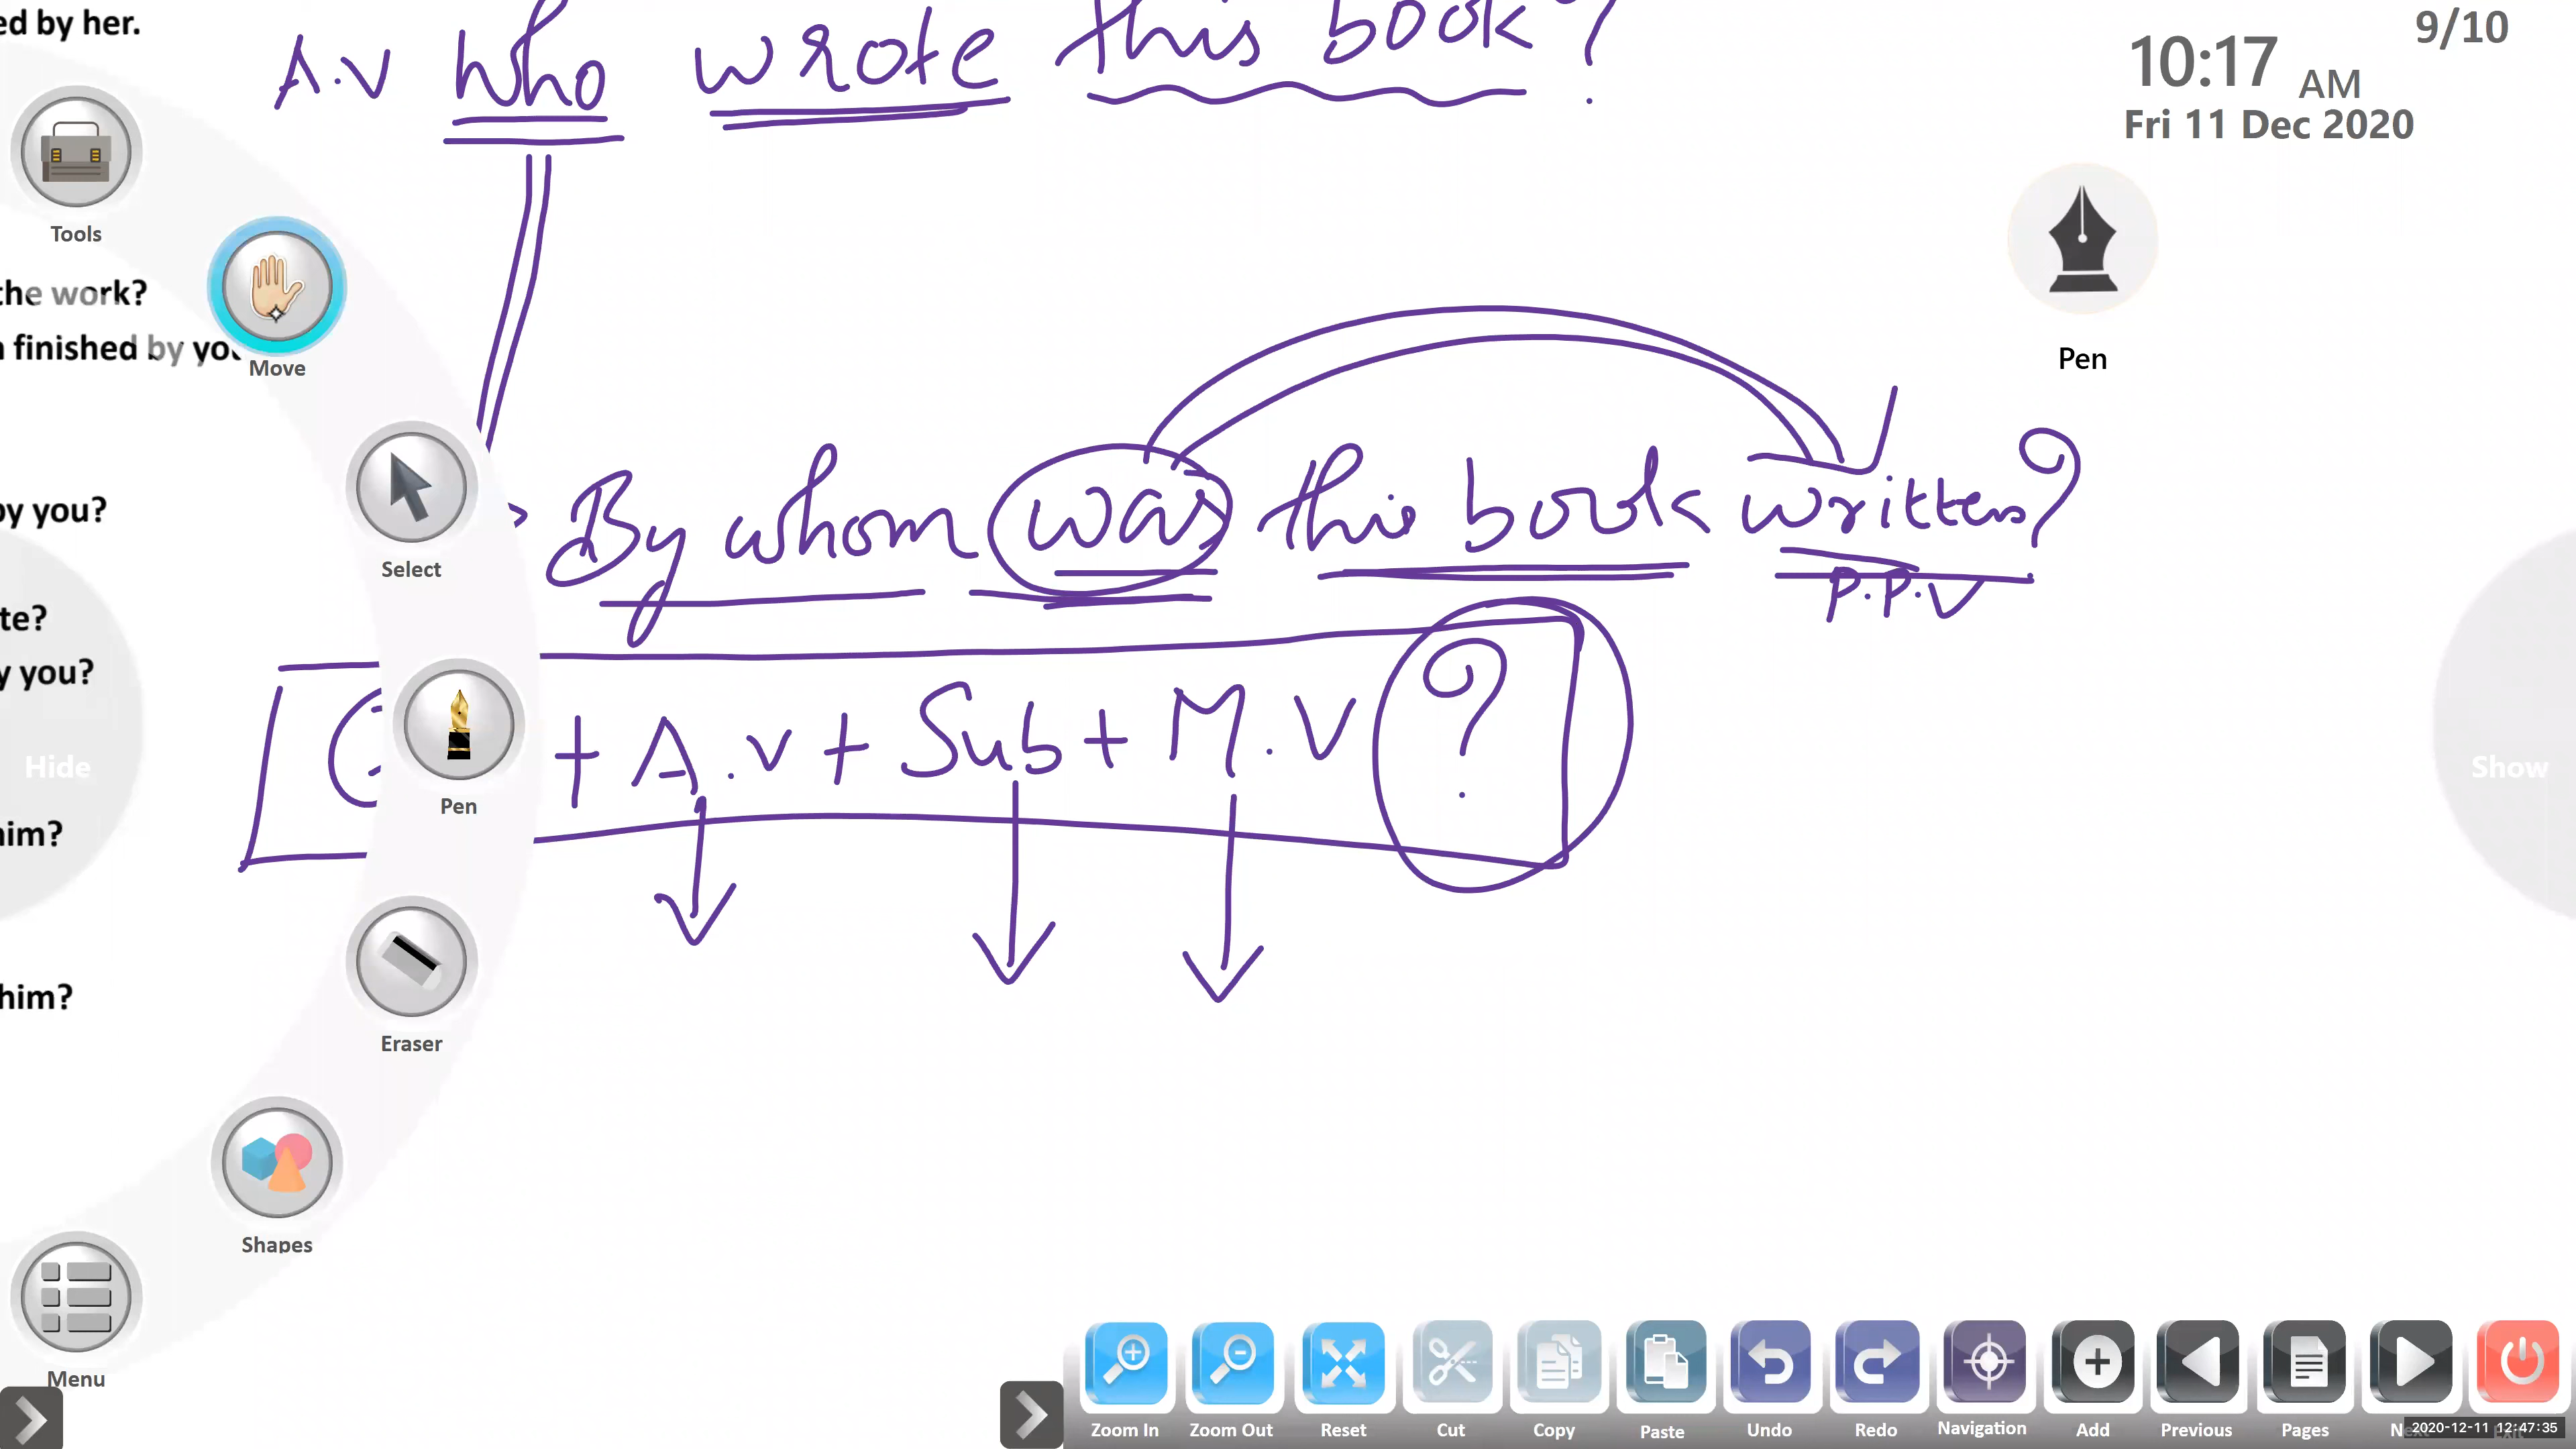 ed by her.
A.V Who wrote this book?
9/10
10:17 AM
Fri 11 Dec 2020
Tools
the work?
finished by you
Move
Pen
by you?
By whom was this book written?
P.P.V
Select
te?
y you?
+ A.V + Sub + M.V ?
Hide
Show
Pen
him?
him?
Eraser
Shapes
Menu
Zoom In Zoom Out Reset Cut Copy Paste Undo Redo Navigation Add Previous Pages
2020-12-11 12:47:35